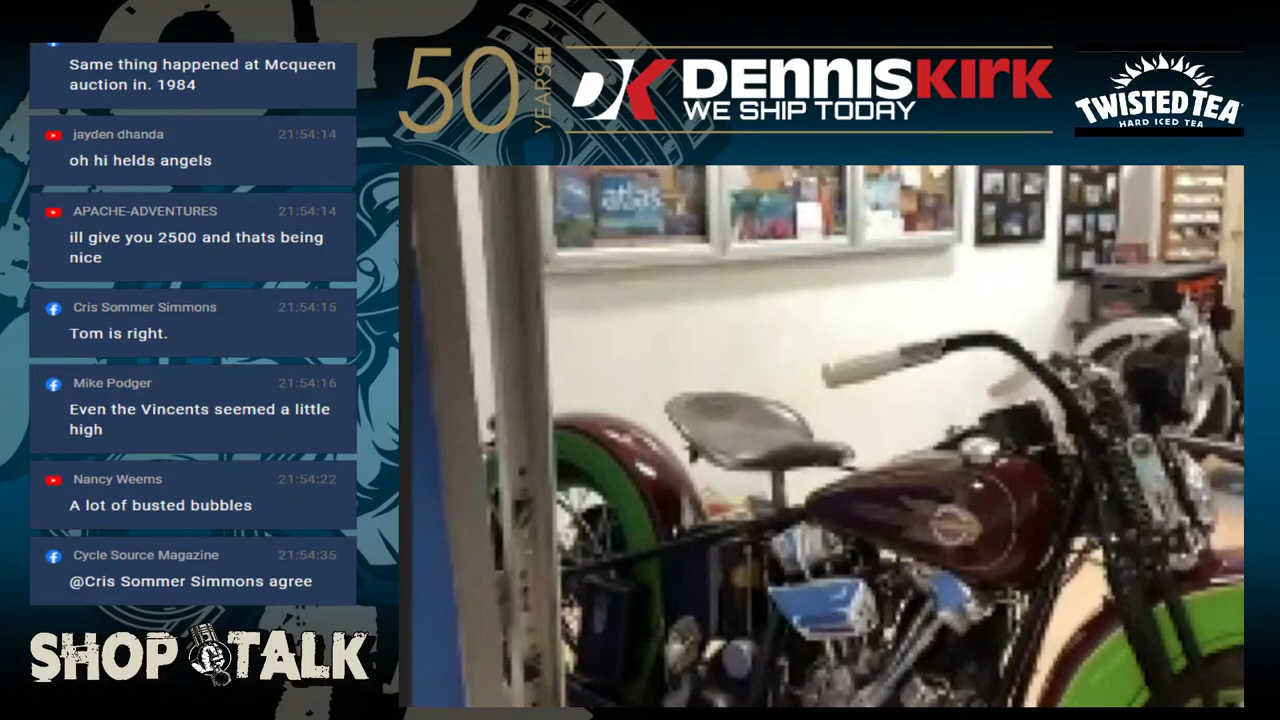 Same thing happened at Mcqueen
auction in. 1984
jayden dhanda 21:54:14
oh hi helds angels
APACHE-ADVENTURES 21:54:14
ill give you 2500 and thats being
nice
Cris Sommer Simmons 21:54:15
Tom is right.
Mike Podger 21:54:16
Even the Vincents seemed a little
high
Nancy Weems 21:54:22
A lot of busted bubbles
Cycle Source Magazine 21:54:35
@Cris Sommer Simmons agree
SHOP TALK
50 YEARS+
DK DENNIS KIRK
WE SHIP TODAY
TWISTED TEA
HARD ICED TEA
atlas